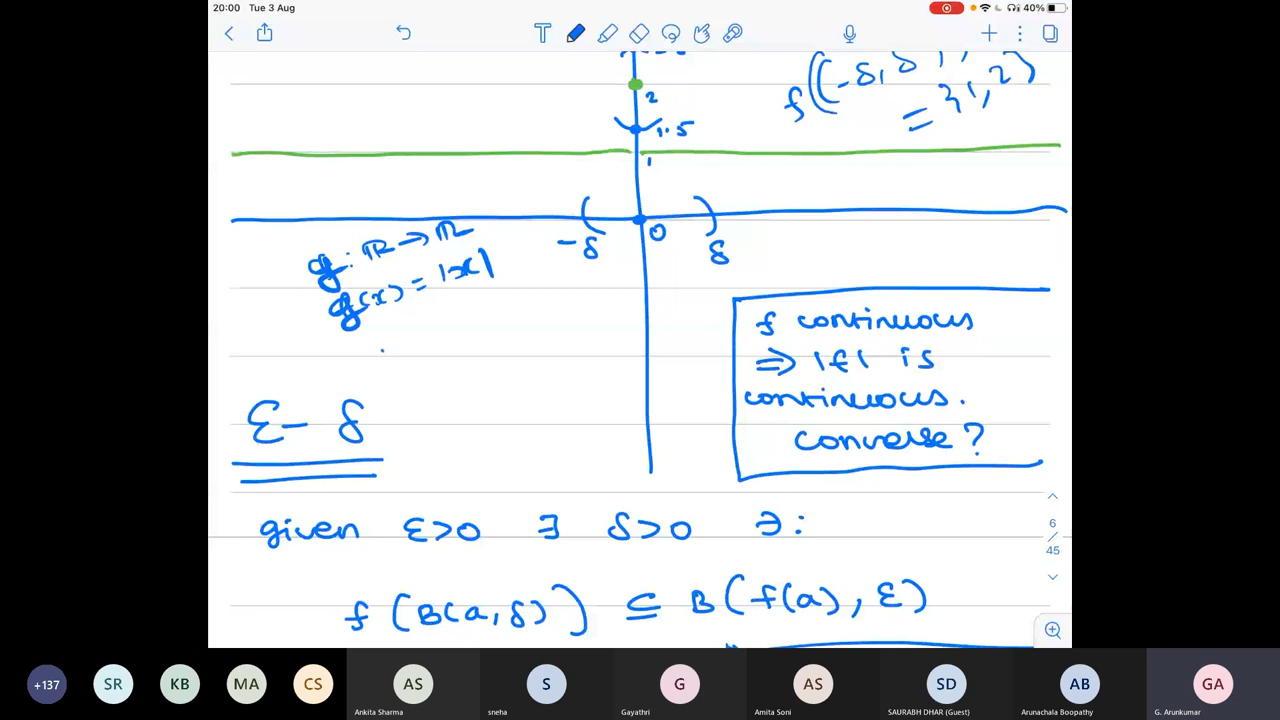 20:00 Tue 3 Aug
40%
2
f((-δ,δ
= {1,2}
1.5
1
0
-δ
δ
g: ℝ → ℝ
g(x) = |x|
f continuous
⇒ |f| is
continuous.
Converse?
ε - δ
given ε>0 ∃ δ>0 ∋:
f(B(a,δ)) ⊆ B(f(a), ε)
6
/
45
+137
SR
KB
MA
CS
AS
Ankita Sharma
S
sneha
G
Gayathri
AS
Amita Soni
SD
SAURABH DHAR (Guest)
AB
Arunachala Boopathy
GA
G. Arunkumar